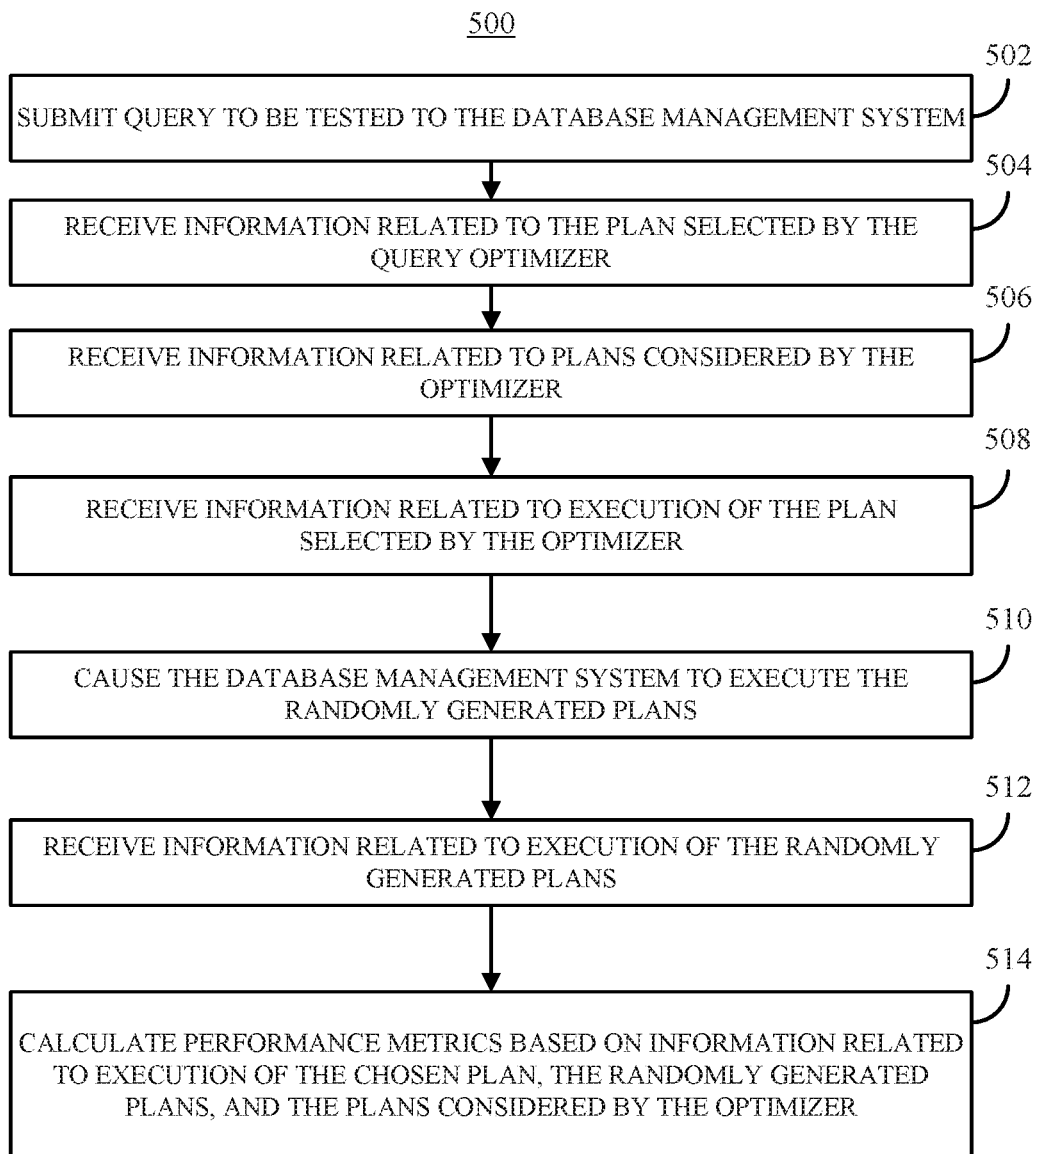 500
502
SUBMIT QUERY TO BE TESTED TO THE DATABASE MANAGEMENT SYSTEM
504
RECEIVE INFORMATION RELATED TO THE PLAN SELECTED BY THE
QUERY OPTIMIZER
506
RECEIVE INFORMATION RELATED TO PLANS CONSIDERED BY THE
OPTIMIZER
508
RECEIVE INFORMATION RELATED TO EXECUTION OF THE PLAN
SELECTED BY THE OPTIMIZER
510
CAUSE THE DATABASE MANAGEMENT SYSTEM TO EXECUTE THE
RANDOMLY GENERATED PLANS
512
RECEIVE INFORMATION RELATED TO EXECUTION OF THE RANDOMLY
GENERATED PLANS
514
CALCULATE PERFORMANCE METRICS BASED ON INFORMATION RELATED
TO EXECUTION OF THE CHOSEN PLAN, THE RANDOMLY GENERATED
PLANS, AND THE PLANS CONSIDERED BY THE OPTIMIZER